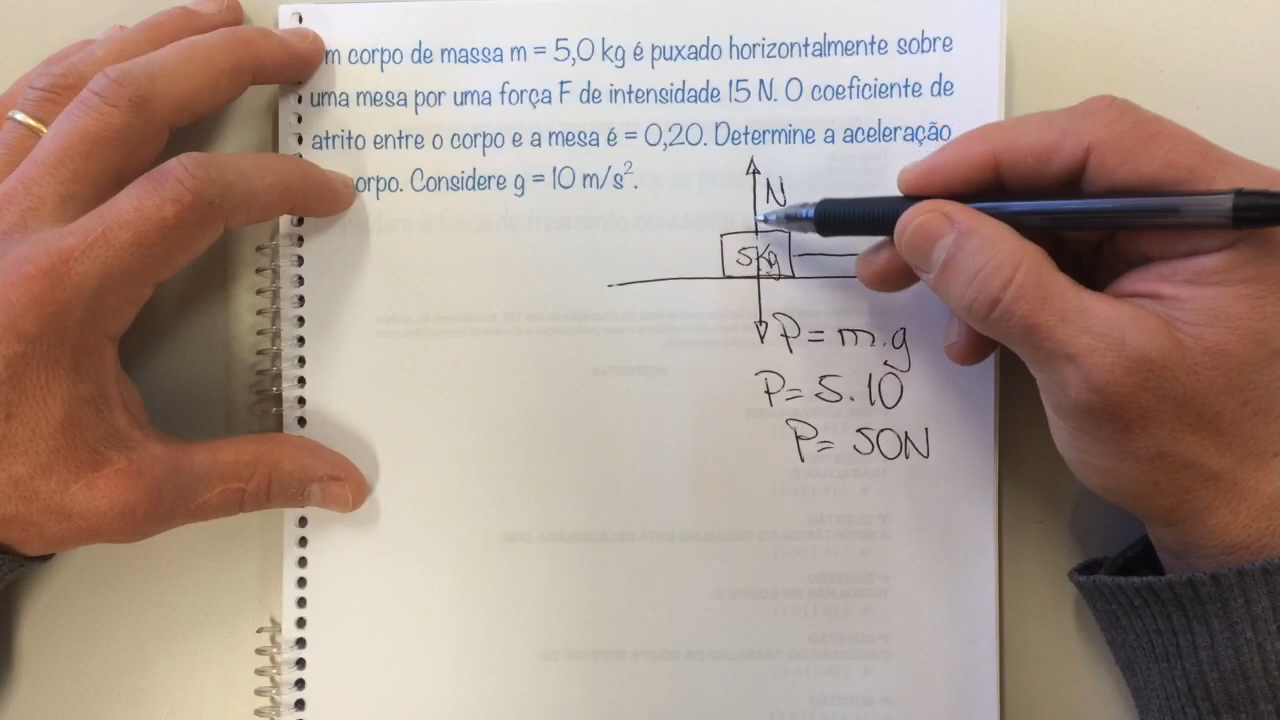 m corpo de massa m = 5,0 kg é puxado horizontalmente sobre
uma mesa por uma força F de intensidade 15 N. O coeficiente de
atrito entre o corpo e a mesa é = 0,20. Determine a aceleração
orpo. Considere g = 10 m/s².
N
5kg
P = m.g
P = 5.10
P = 50N